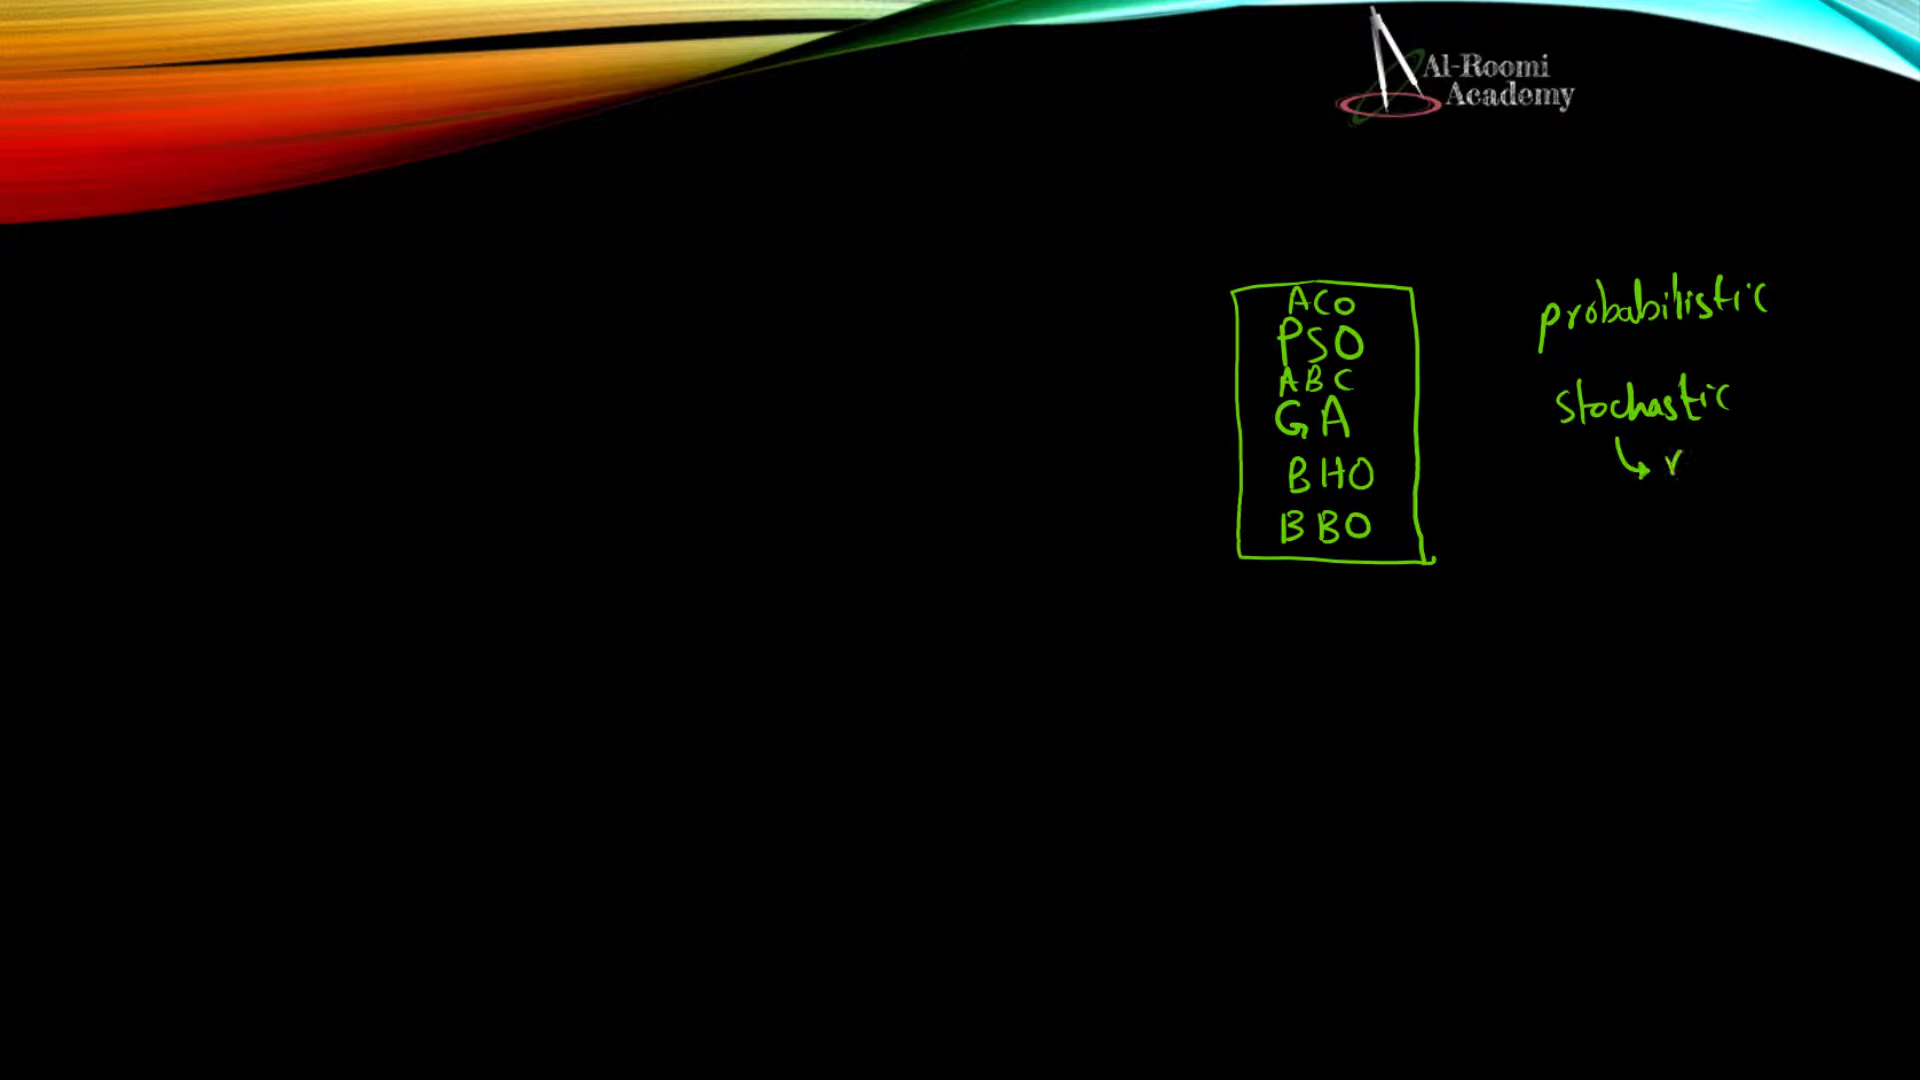 Al-Roomi
Academy
ACO
PSO
ABC
GA
BHO
BBO
probabilistic
stochastic
↳ r